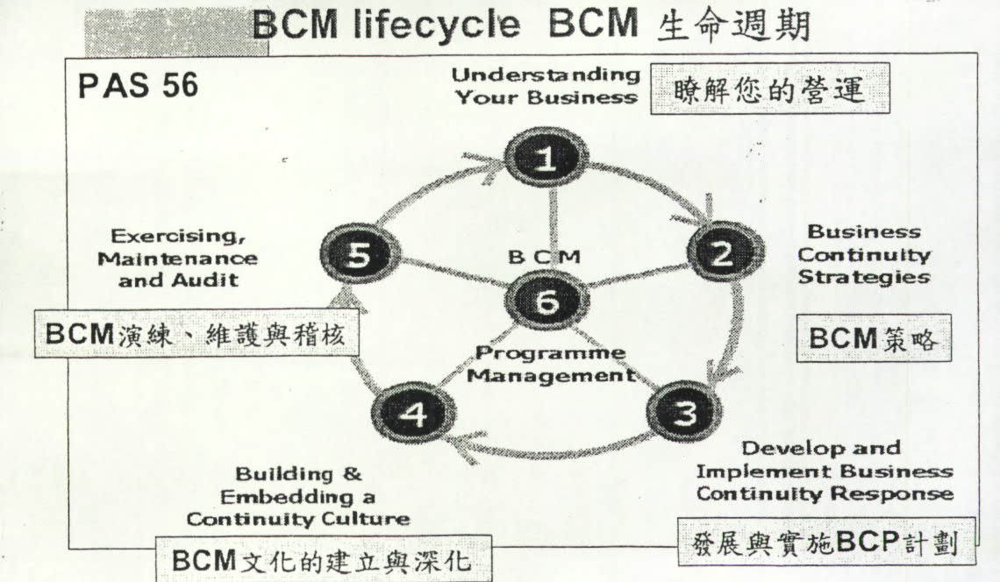 BCM lifecycle BCM 生命週期
PAS 56
Understanding
Your Business
瞭解您的營運
1
2
Business
Continuity
Strategies
BCM策略
3
Develop and
Implement Business
Continuity Response
發展與實施BCP計劃
4
Building &
Embedding a
Continuity Culture
BCM文化的建立與深化
5
Exercising,
Maintenance
and Audit
BCM演練、維護與稽核
BCM
6
Programme
Management